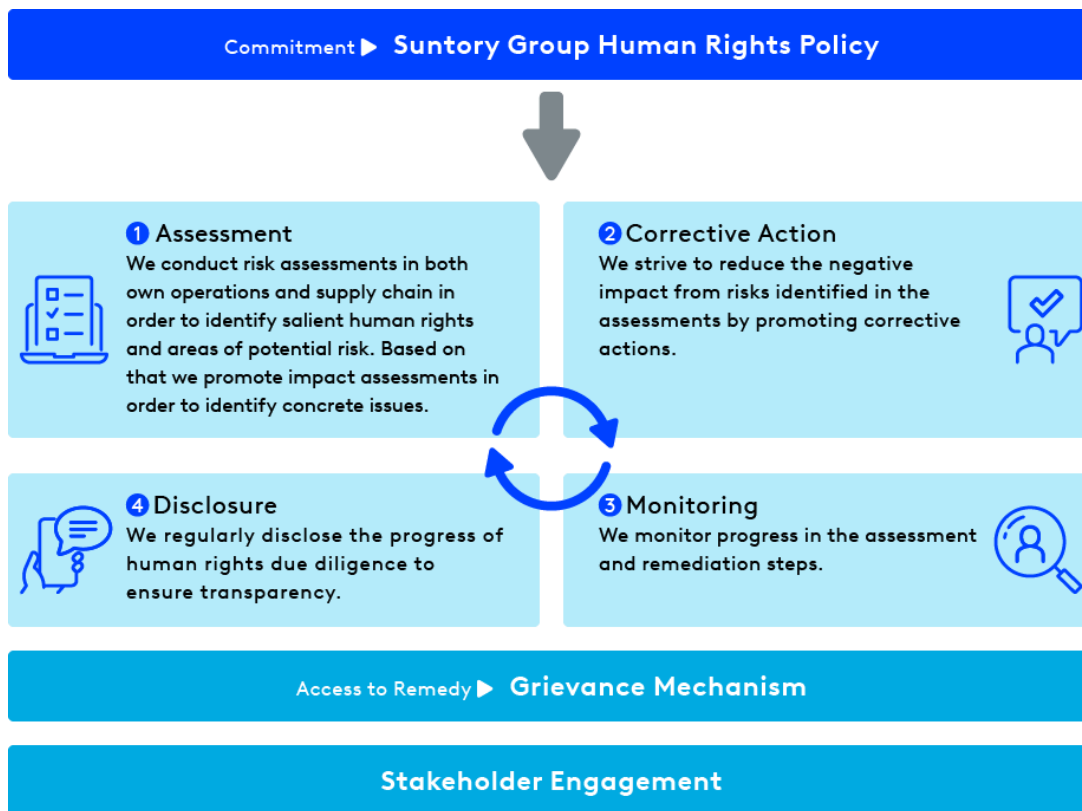 Commitment ▶ Suntory Group Human Rights Policy
1 Assessment
We conduct risk assessments in both
own operations and supply chain in
order to identify salient human rights
and areas of potential risk. Based on
that we promote impact assessments in
order to identify concrete issues.
2 Corrective Action
We strive to reduce the negative
impact from risks identified in the
assessments by promoting corrective
actions.
3 Monitoring
We monitor progress in the assessment
and remediation steps.
4 Disclosure
We regularly disclose the progress of
human rights due diligence to
ensure transparency.
Access to Remedy ▶ Grievance Mechanism
Stakeholder Engagement